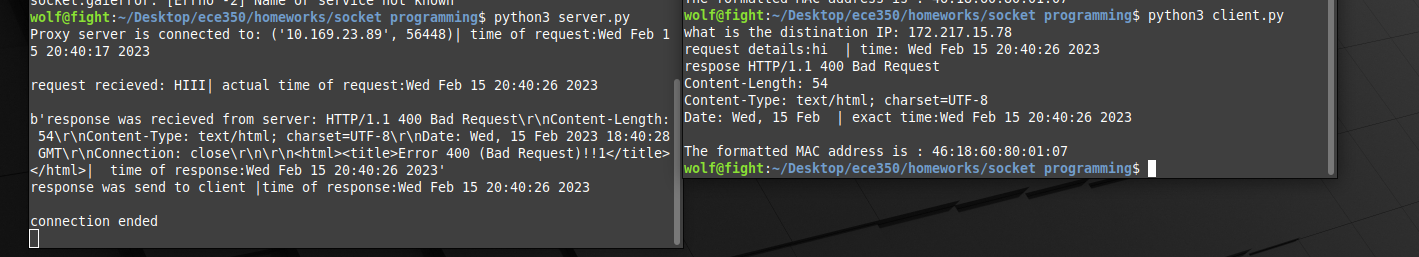 socket.gaierror: [Errno -2] Name or service not known
wolf@fight:~/Desktop/ece350/homeworks/socket programming$ python3 server.py
Proxy server is connected to: ('10.169.23.89', 56448)| time of request:Wed Feb 1
5 20:40:17 2023
request recieved: HIII| actual time of request:Wed Feb 15 20:40:26 2023
b'response was recieved from server: HTTP/1.1 400 Bad Request\r\nContent-Length:
 54\r\nContent-Type: text/html; charset=UTF-8\r\nDate: Wed, 15 Feb 2023 18:40:28
 GMT\r\nConnection: close\r\n\r\n<html><title>Error 400 (Bad Request)!!1</title>
</html>|  time of response:Wed Feb 15 20:40:26 2023'
response was send to client |time of response:Wed Feb 15 20:40:26 2023
connection ended
The formatted MAC address is : 46:18:60:80:01:07
wolf@fight:~/Desktop/ece350/homeworks/socket programming$ python3 client.py
what is the distination IP: 172.217.15.78
request details:hi  | time: Wed Feb 15 20:40:26 2023
respose HTTP/1.1 400 Bad Request
Content-Length: 54
Content-Type: text/html; charset=UTF-8
Date: Wed, 15 Feb  | exact time:Wed Feb 15 20:40:26 2023
The formatted MAC address is : 46:18:60:80:01:07
wolf@fight:~/Desktop/ece350/homeworks/socket programming$